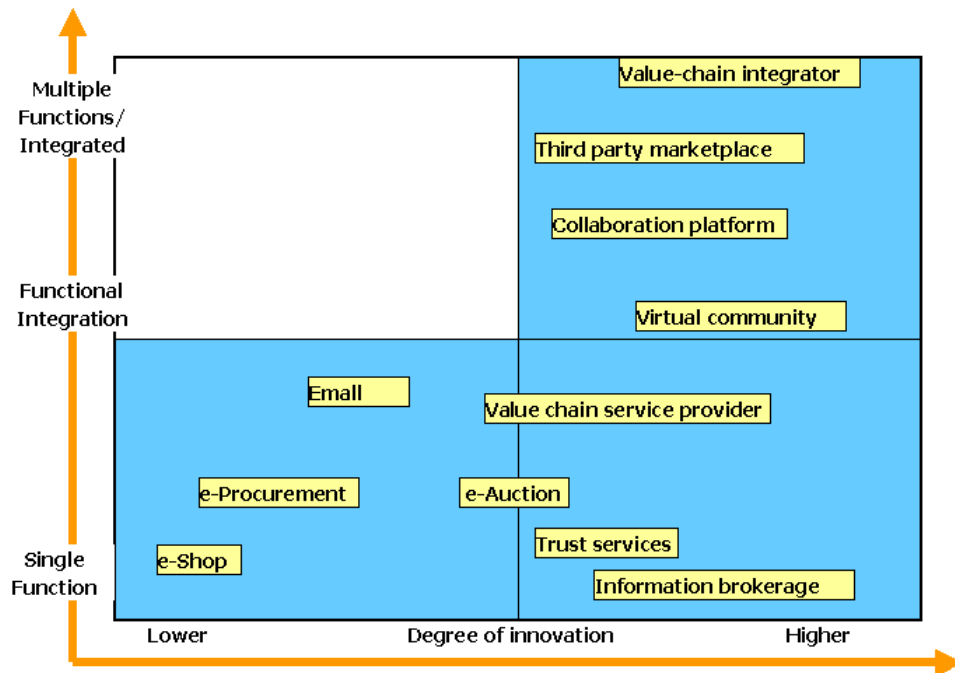 Value-chain integrator
Multiple
Functions/
Integrated
Third party marketplace
Collaboration platform
Functional
Integration
Virtual community
Emall
Value chain service provider
e-Procurement
e-Auction
Trust services
e-Shop
Single
Function
Information brokerage
Lower
Degree of innovation
Higher